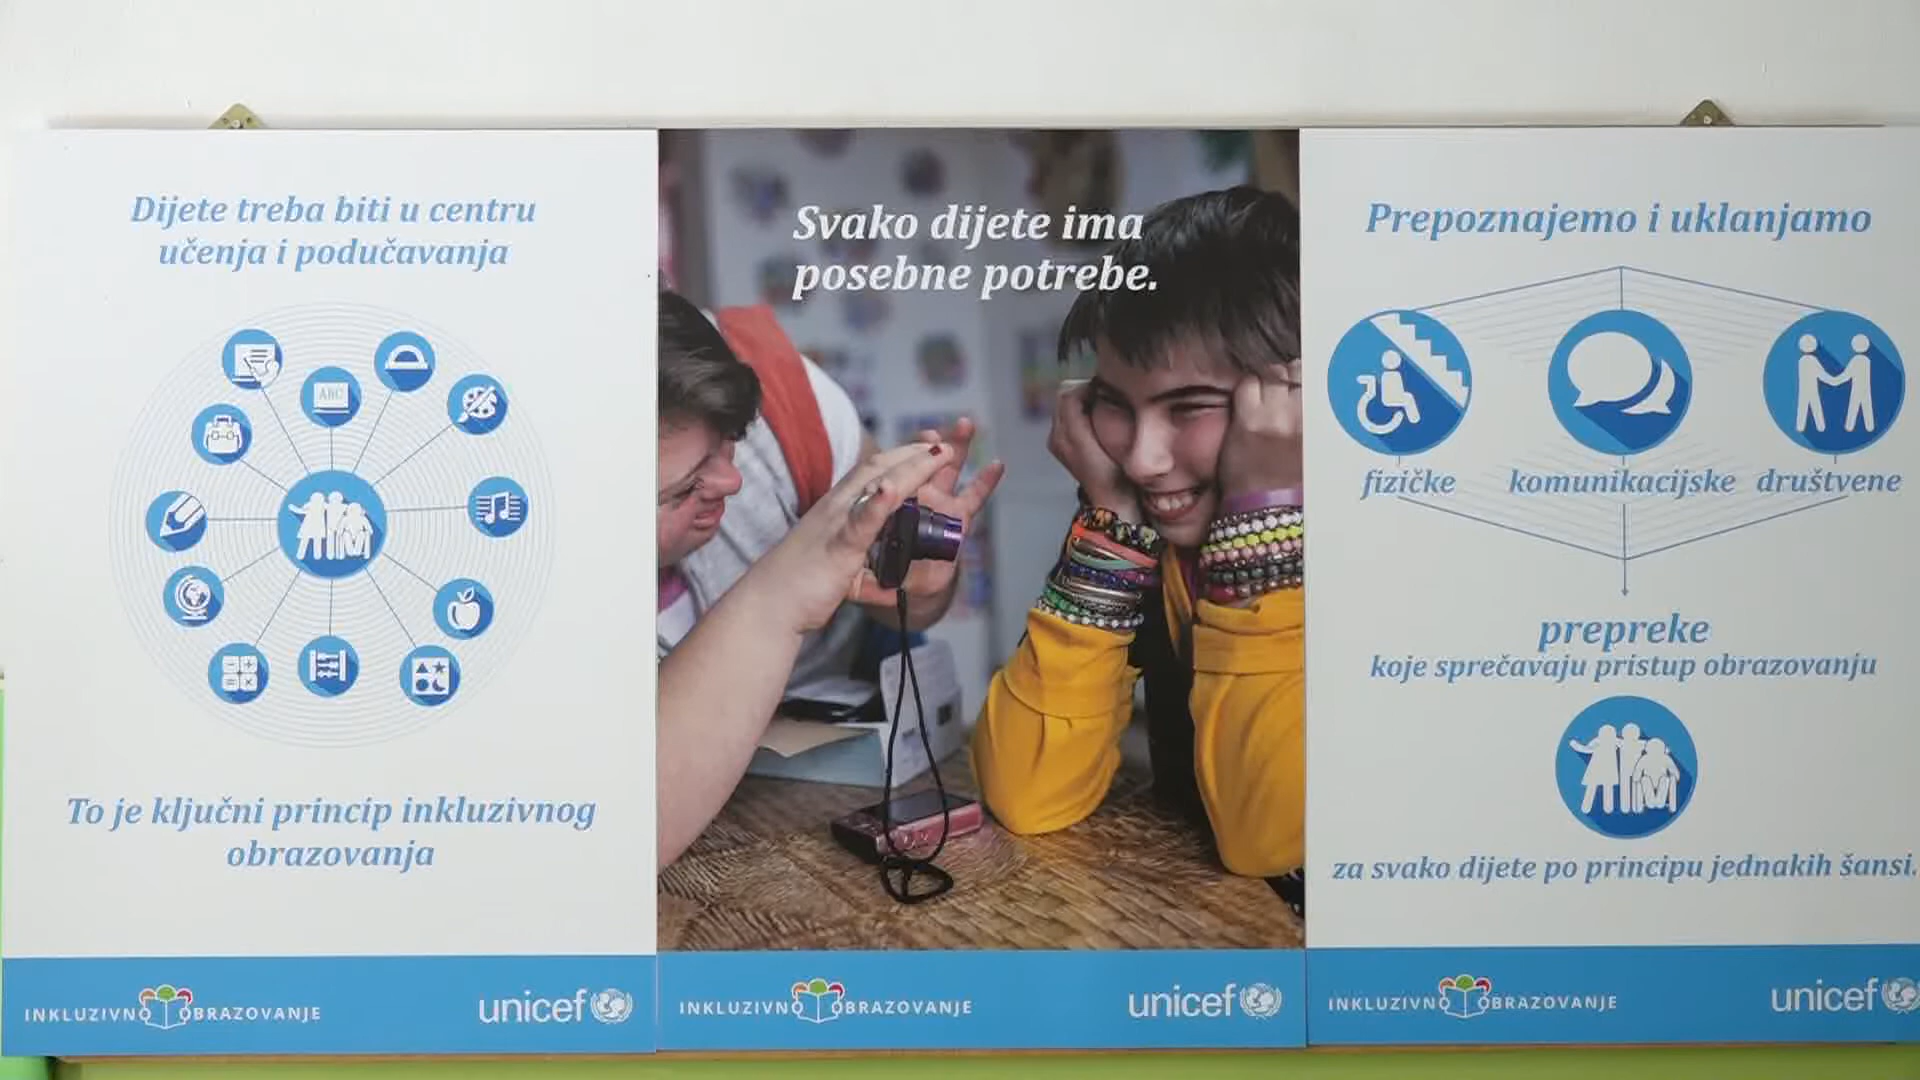 Dijete treba biti u centru
učenja i podučavanja
ABC
To je ključni princip inkluzivnog
obrazovanja
INKLUZIVNO OBRAZOVANJE
unicef
Svako dijete ima
posebne potrebe.
INKLUZIVNO OBRAZOVANJE
unicef
Prepoznajemo i uklanjamo
fizičke komunikacijske društvene
prepreke
koje sprečavaju pristup obrazovanju
za svako dijete po principu jednakih šansi.
INKLUZIVNO OBRAZOVANJE
unicef